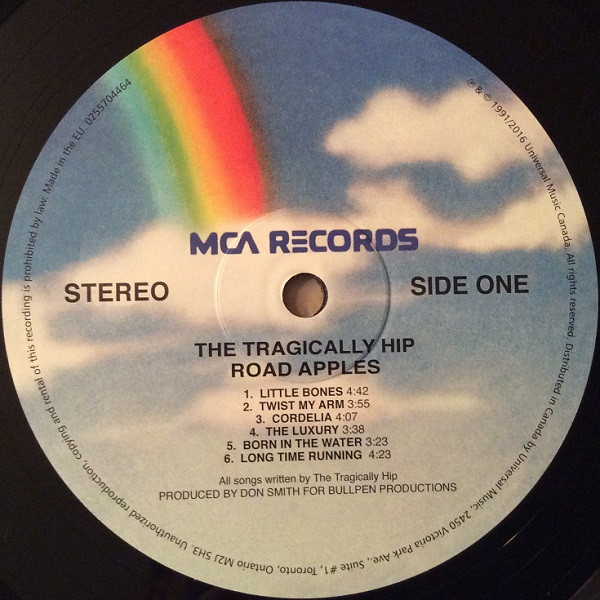 MCA RECORDS
STEREO
SIDE ONE
THE TRAGICALLY HIP
ROAD APPLES
1. LITTLE BONES 4:42
2. TWIST MY ARM 3:55
3. CORDELIA 4:07
4. THE LUXURY 3:38
5. BORN IN THE WATER 3:23
6. LONG TIME RUNNING 4:23
All songs written by The Tragically Hip
PRODUCED BY DON SMITH FOR BULLPEN PRODUCTIONS
℗ & © 1991/2016 Universal Music Canada. All rights reserved. Distributed in Canada by Universal Music, 2450 Victoria Park Ave., Suite #1, Toronto, Ontario M2J 5H3. Unauthorized reproduction, copying and rental of this recording is prohibited by law. Made in the EU 0255704464